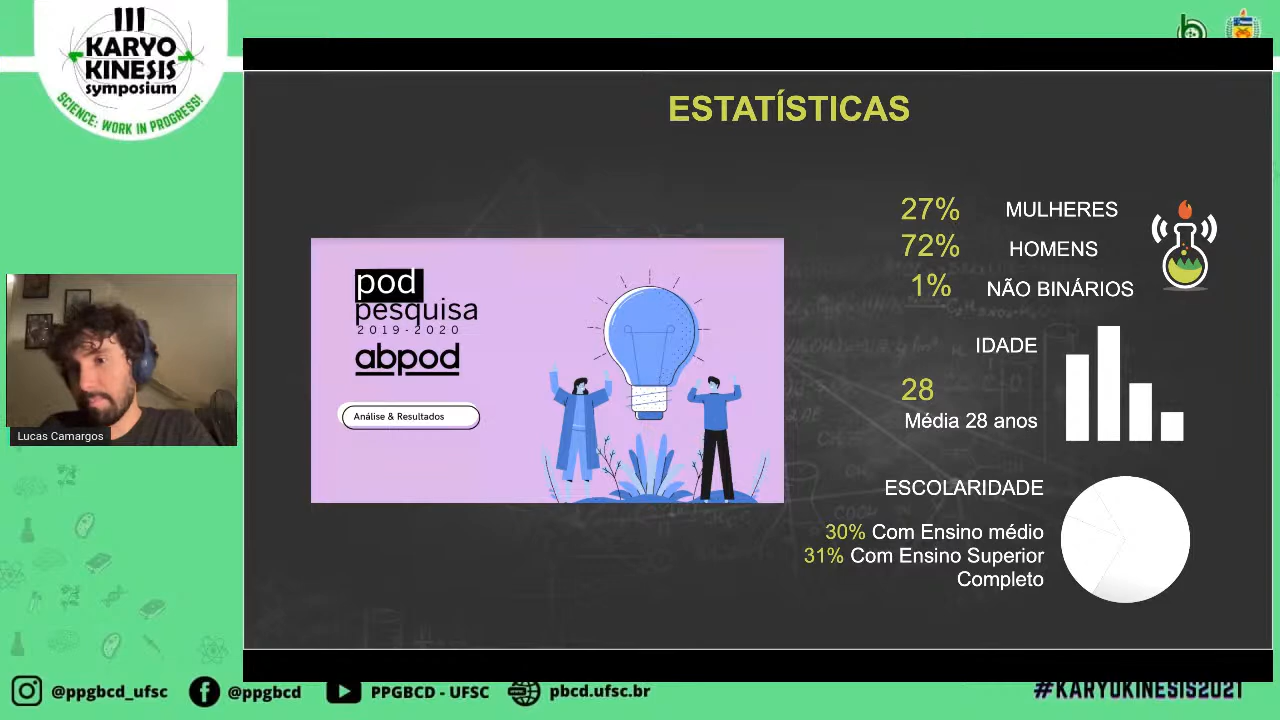 III
KARYO
KINESIS
symposium
SCIENCE: WORK IN PROGRESS!
ESTATÍSTICAS
27% MULHERES
72% HOMENS
1% NÃO BINÁRIOS
pod
pesquisa
2019-2020
abpod
Análise & Resultados
IDADE
28
Média 28 anos
ESCOLARIDADE
30% Com Ensino médio
31% Com Ensino Superior
Completo
Lucas Camargos
@ppgbcd_ufsc
@ppgbcd
PPGBCD - UFSC
pbcd.ufsc.br
#KARYOKINESIS2021